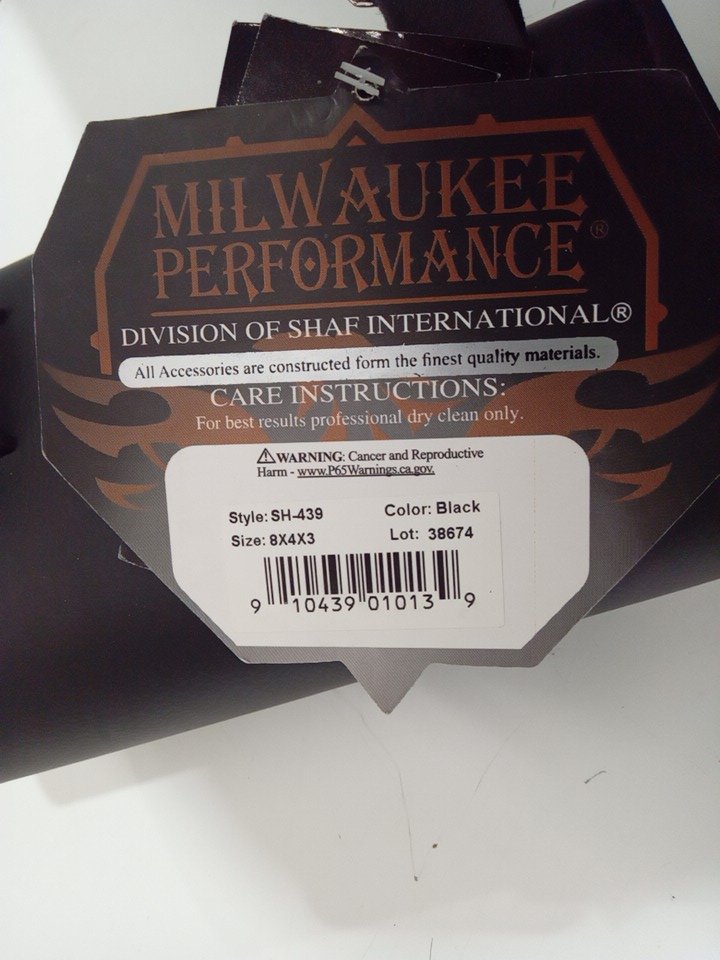 MILWAUKEE
PERFORMANCE®
DIVISION OF SHAF INTERNATIONAL®
All Accessories are constructed form the finest quality materials.
CARE INSTRUCTIONS:
For best results professional dry clean only.
⚠WARNING: Cancer and Reproductive
Harm - www.P65Warnings.ca.gov.
Style: SH-439 Color: Black
Size: 8X4X3 Lot: 38674
9 10439 01013 9